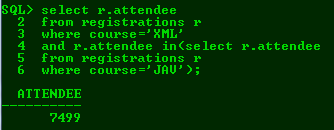 SQL> select r.attendee
2 from registrations r
3 where course='XML'
4 and r.attendee in(select r.attendee
5 from registrations r
6 where course='JAV');
ATTENDEE
----------
7499